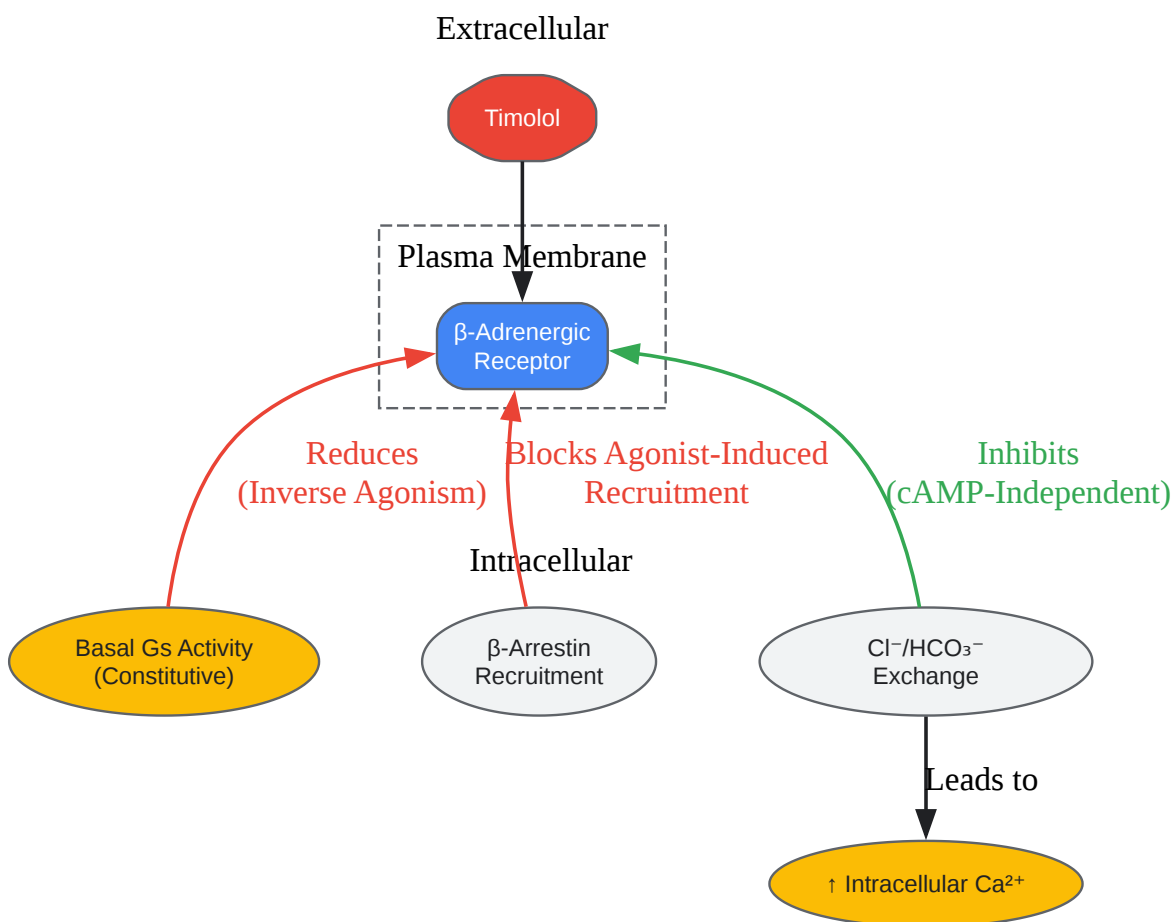 Extracellular
Timolol
Plasma Membrane
β-Adrenergic
Receptor
Reduces
(Inverse Agonism)
Blocks Agonist-Induced
Recruitment
Inhibits
(cAMP-Independent)
Intracellular
Basal Gs Activity
(Constitutive)
β-Arrestin
Recruitment
Cl⁻/HCO₃⁻
Exchange
Leads to
↑ Intracellular Ca²⁺